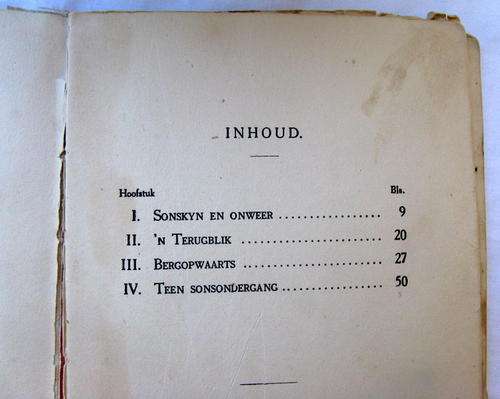 INHOUD.
Hoofstuk Bls.
I. SONSKYN EN ONWEER ................. 9
II. 'N TERUGBLIK ....................... 20
III. BERGOPWAARTS ....................... 27
IV. TEEN SONSONDERGANG ................. 50